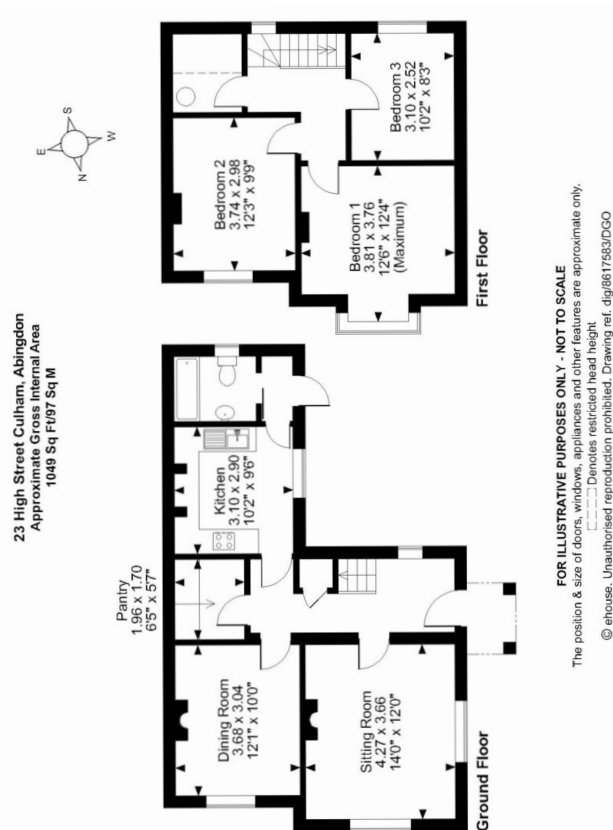 23 High Street Culham, Abingdon
Approximate Gross Internal Area
1049 Sq Ft/97 Sq M
E
S
N
W
Pantry
1.96 x 1.70
6'5" x 5'7"
Dining Room
3.68 x 3.04
12'1" x 10'0"
Kitchen
3.10 x 2.90
10'2" x 9'6"
Sitting Room
4.27 x 3.66
14'0" x 12'0"
Ground Floor
Bedroom 2
3.74 x 2.98
12'3" x 9'9"
Bedroom 1
3.81 x 3.76
12'6" x 12'4"
(Maximum)
Bedroom 3
3.10 x 2.52
10'2" x 8'3"
First Floor
FOR ILLUSTRATIVE PURPOSES ONLY - NOT TO SCALE
The position & size of doors, windows, appliances and other features are approximate only.
Denotes restricted head height
© ehouse. Unauthorised reproduction prohibited. Drawing ref. dig/8617583/DGO